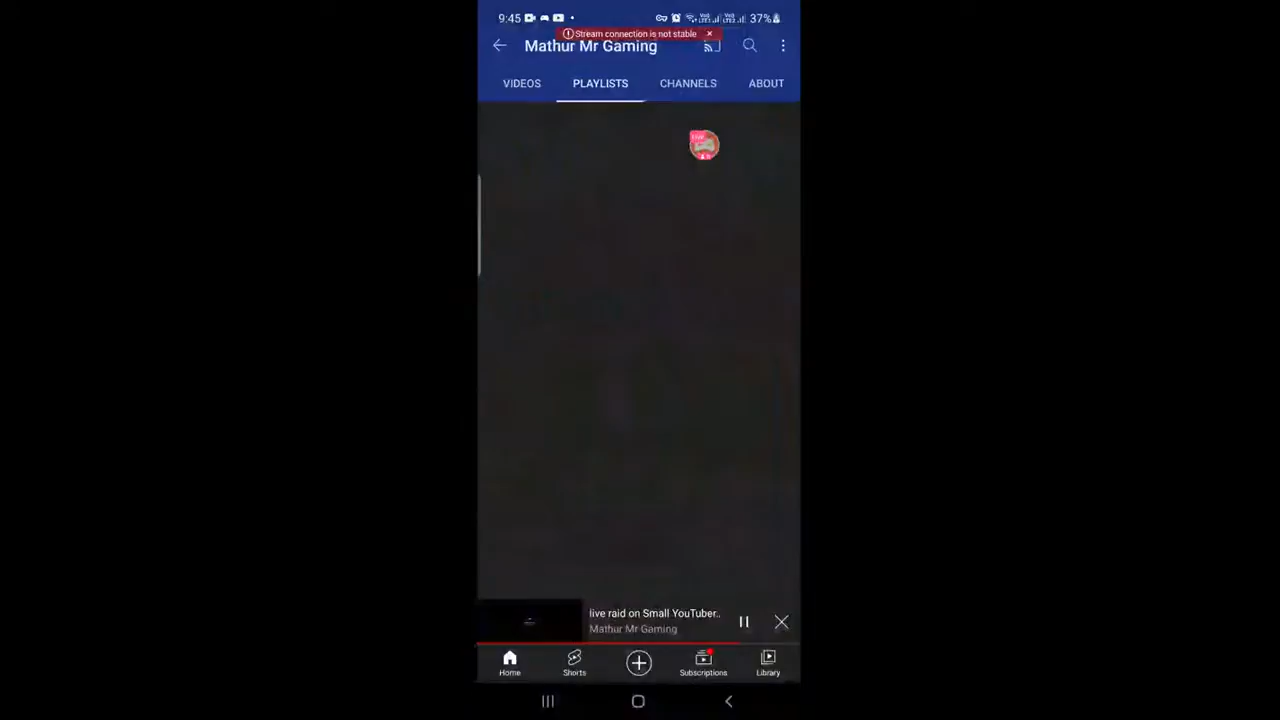 9:45
37%
Stream connection is not stable
Mathur Mr Gaming
VIDEOS PLAYLISTS CHANNELS ABOUT
Live
live raid on Small YouTuber..
Mathur Mr Gaming
Home Shorts Subscriptions Library